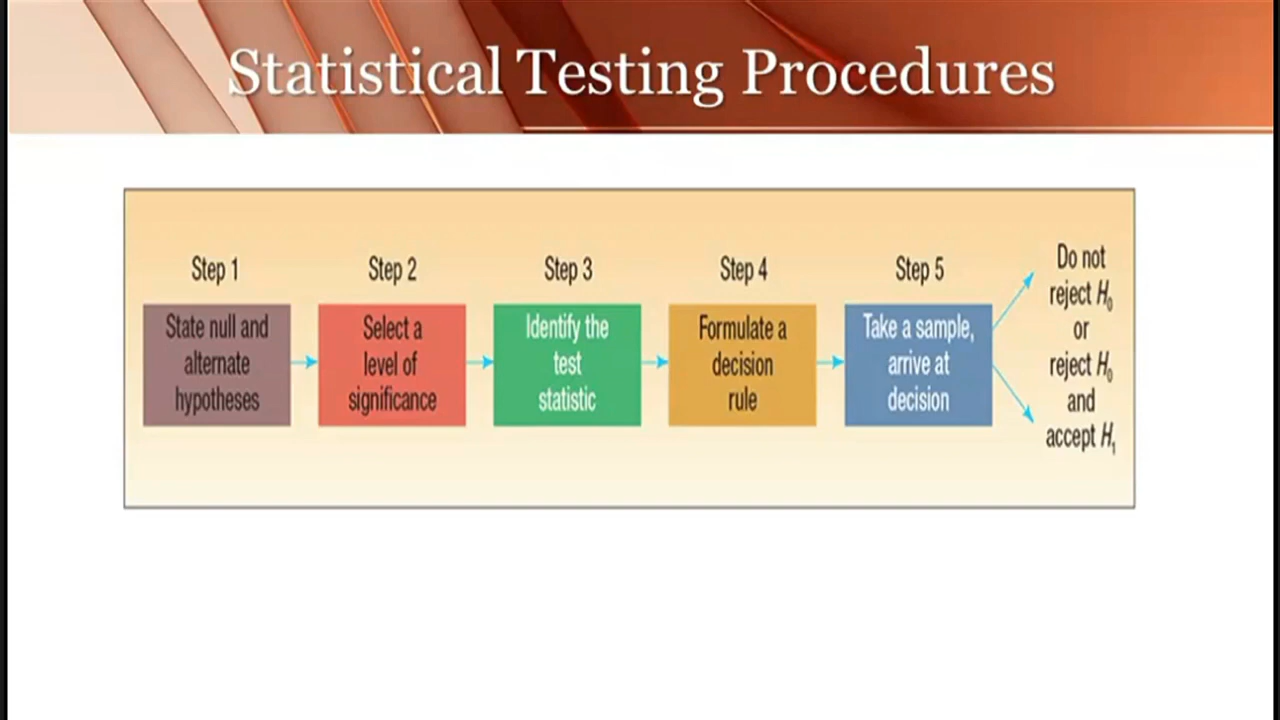 Statistical Testing Procedures
Step 1
State null and
alternate
hypotheses
Step 2
Select a
level of
significance
Step 3
Identify the
test
statistic
Step 4
Formulate a
decision
rule
Step 5
Take a sample,
arrive at
decision
Do not
reject H₀
or
reject H₀
and
accept H₁